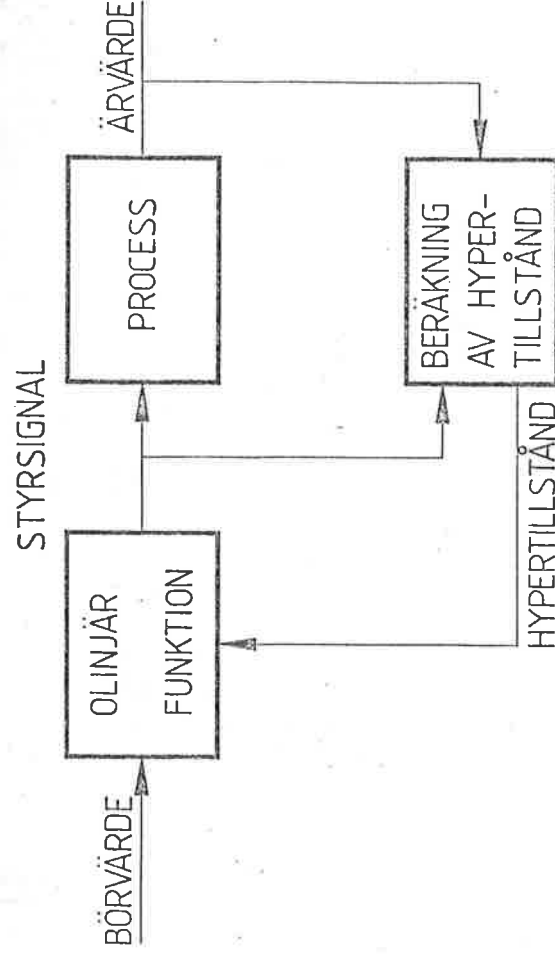 STYRSIGNAL
BÖRVÄRDE
OLINJÄR
FUNKTION
PROCESS
ÄRVÄRDE
BERÄKNING
AV HYPER-
TILLSTÅND
HYPERTILLSTÅND